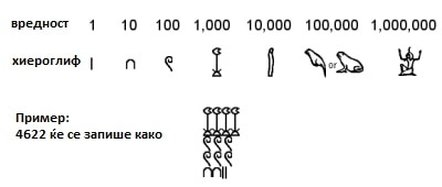 вредност 1 10 100 1,000 10,000 100,000 1,000,000
хиероглиф or
Пример:
4622 ќе се запише како